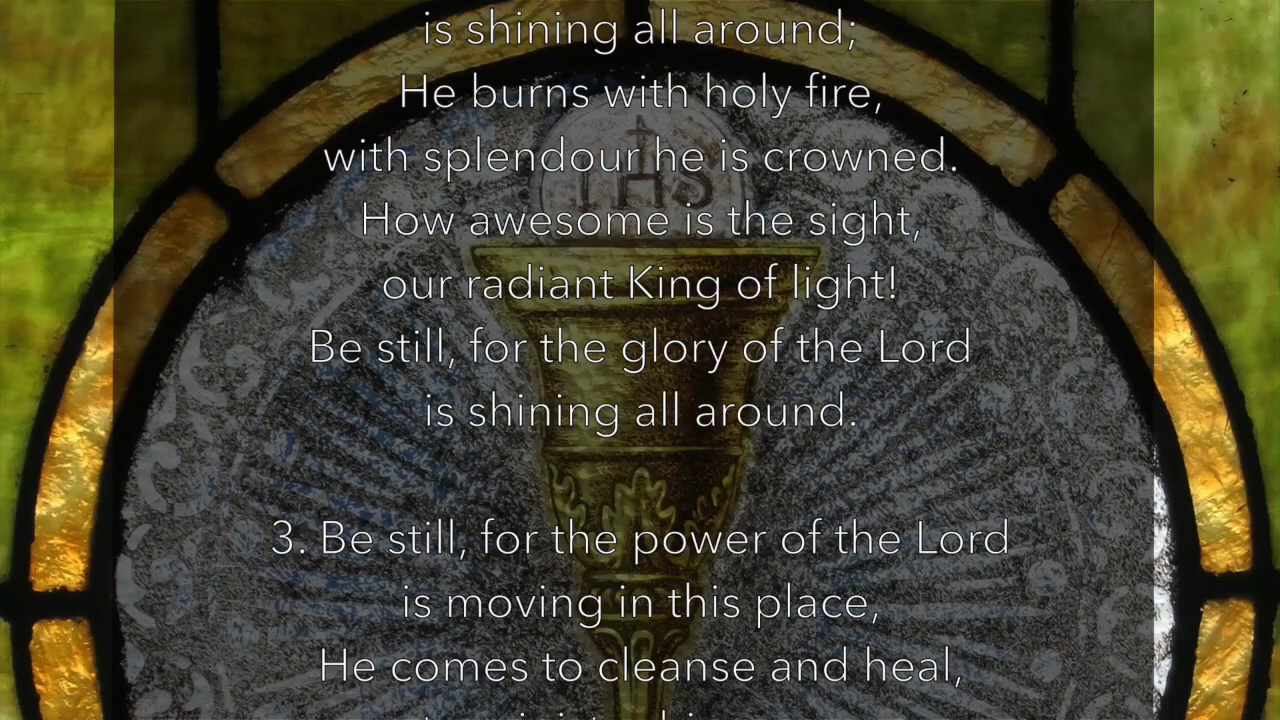 is shining all around;
He burns with holy fire,
with splendour he is crowned.
IHS
How awesome is the sight,
our radiant King of light!
Be still, for the glory of the Lord
is shining all around.
3. Be still, for the power of the Lord
is moving in this place,
He comes to cleanse and heal,